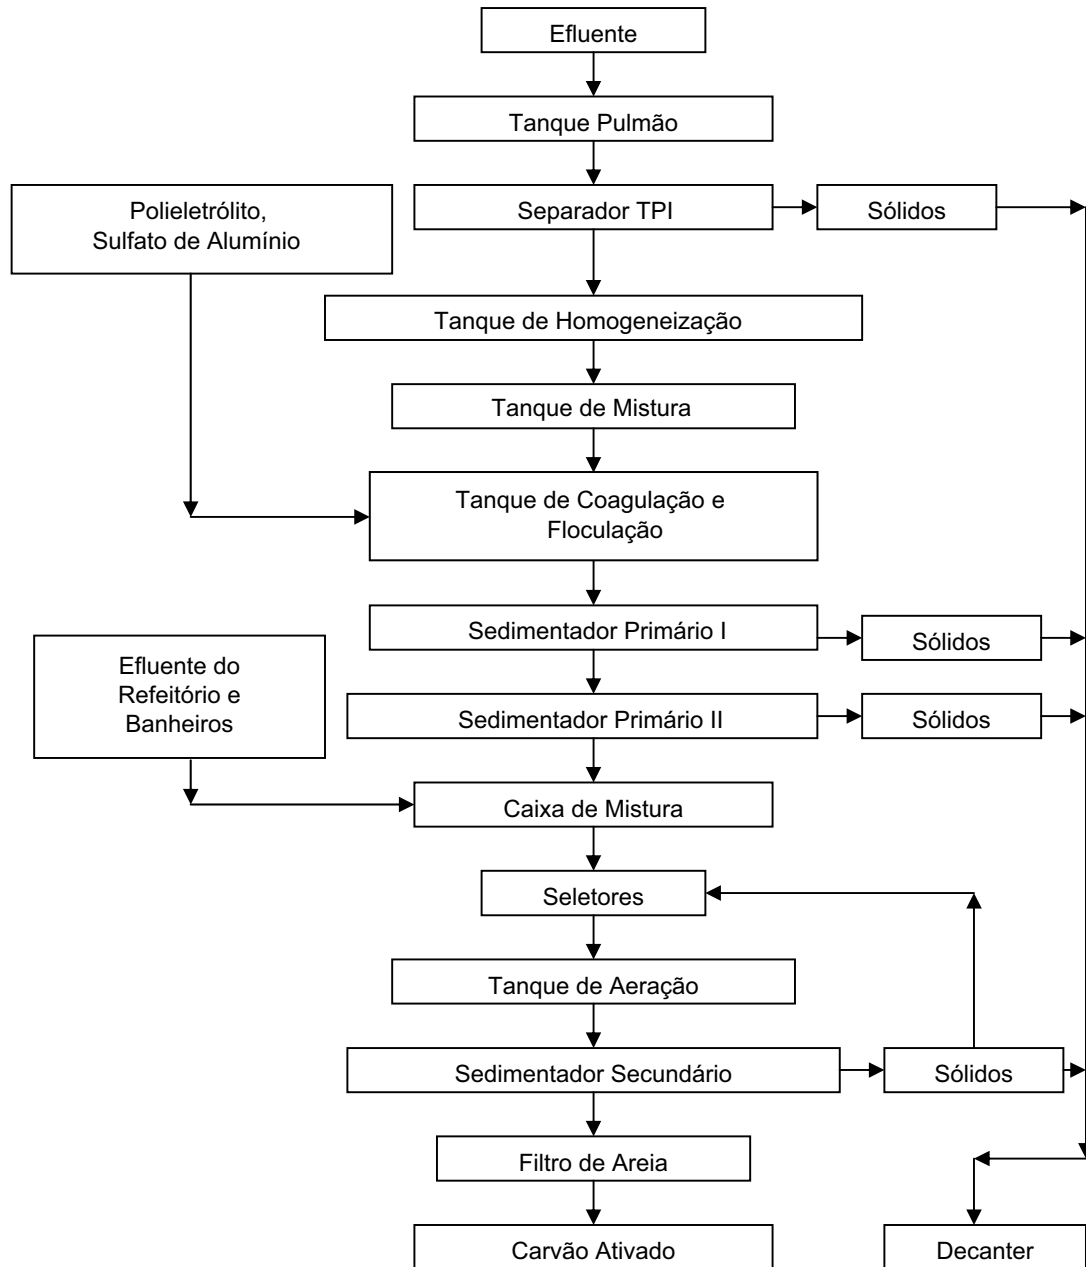 Efluente
Tanque Pulmão
Polieletrólito,
Sulfato de Alumínio
Separador TPI
Sólidos
Tanque de Homogeneização
Tanque de Mistura
Tanque de Coagulação e
Floculação
Sedimentador Primário I
Sólidos
Efluente do
Refeitório e
Banheiros
Sedimentador Primário II
Sólidos
Caixa de Mistura
Seletores
Tanque de Aeração
Sedimentador Secundário
Sólidos
Filtro de Areia
Carvão Ativado
Decanter